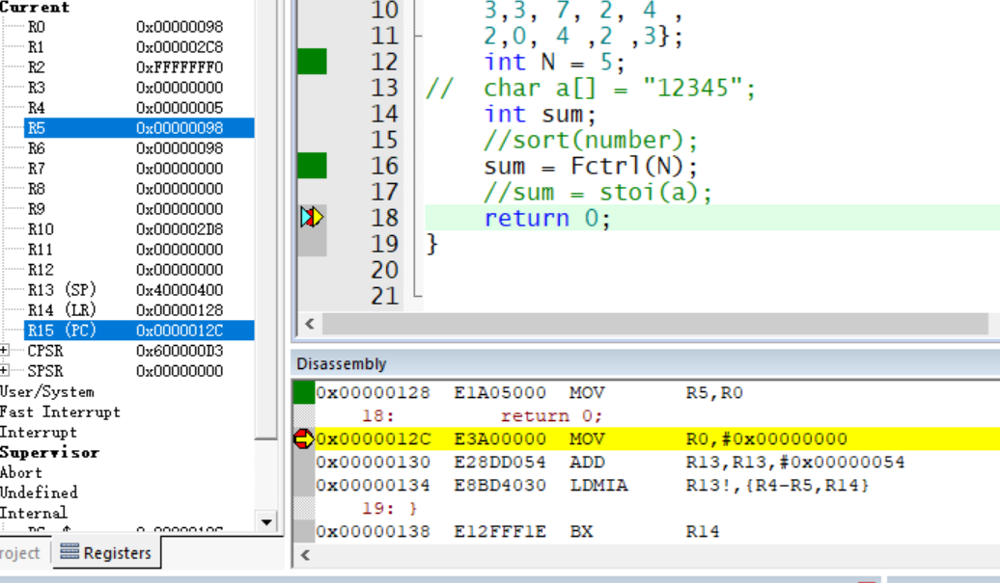 Current
R0 0x00000098
R1 0x000002C8
R2 0xFFFFFFF0
R3 0x00000000
R4 0x00000005
R5 0x00000098
R6 0x00000098
R7 0x00000000
R8 0x00000000
R9 0x00000000
R10 0x000002D8
R11 0x00000000
R12 0x00000000
R13 (SP) 0x40000400
R14 (LR) 0x00000128
R15 (PC) 0x0000012C
CPSR 0x600000D3
SPSR 0x00000000
User/System
Fast Interrupt
Interrupt
Supervisor
Abort
Undefined
Internal
Registers
10 3,3, 7, 2, 4 ,
11 2,0, 4 ,2 ,3};
12 int N = 5;
13 // char a[] = "12345";
14 int sum;
15 //sort(number);
16 sum = Fctrl(N);
17 //sum = stoi(a);
18 return 0;
19 }
20
21
Disassembly
0x00000128 E1A05000 MOV R5,R0
18: return 0;
0x0000012C E3A00000 MOV R0,#0x00000000
0x00000130 E28DD054 ADD R13,R13,#0x00000054
0x00000134 E8BD4030 LDMIA R13!,{R4-R5,R14}
19: }
0x00000138 E12FFF1E BX R14